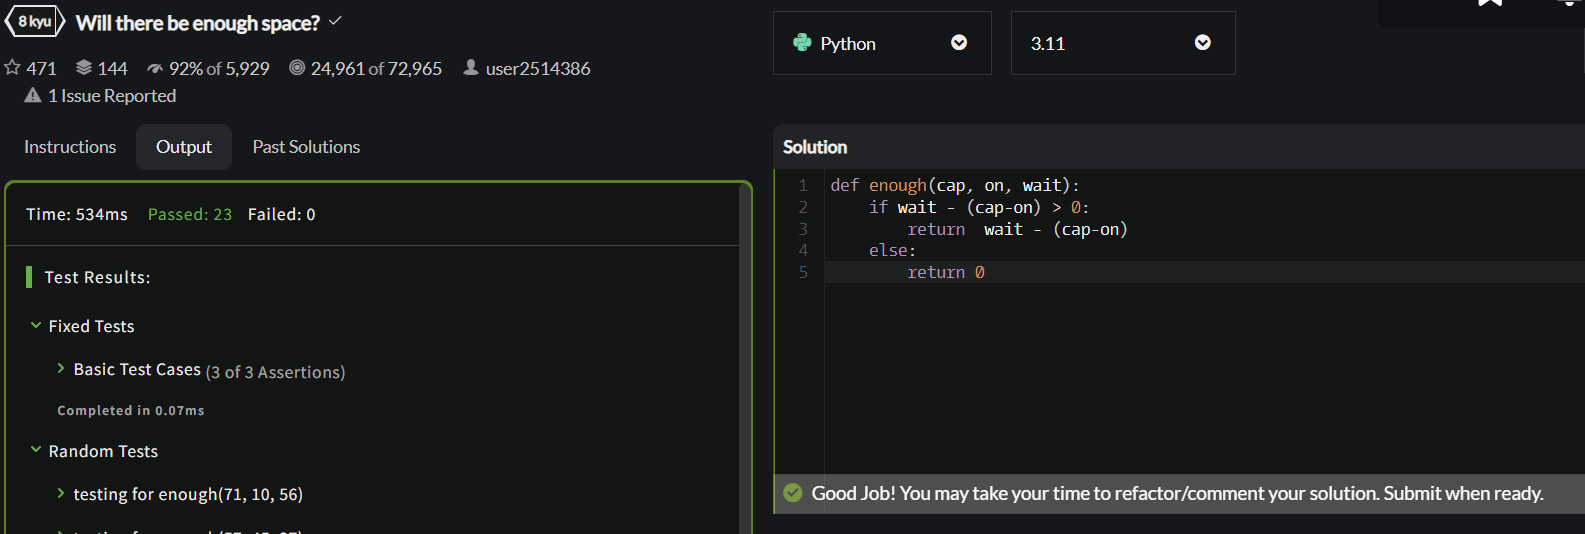 8 kyu Will there be enough space?
471 144 92% of 5,929 24,961 of 72,965 user2514386
1 Issue Reported
Instructions Output Past Solutions
Time: 534ms Passed: 23 Failed: 0
Test Results:
Fixed Tests
Basic Test Cases (3 of 3 Assertions)
Completed in 0.07ms
Random Tests
testing for enough(71, 10, 56)
Python 3.11
Solution
1 def enough(cap, on, wait):
2     if wait - (cap-on) > 0:
3         return  wait - (cap-on)
4     else:
5         return 0
Good Job! You may take your time to refactor/comment your solution. Submit when ready.